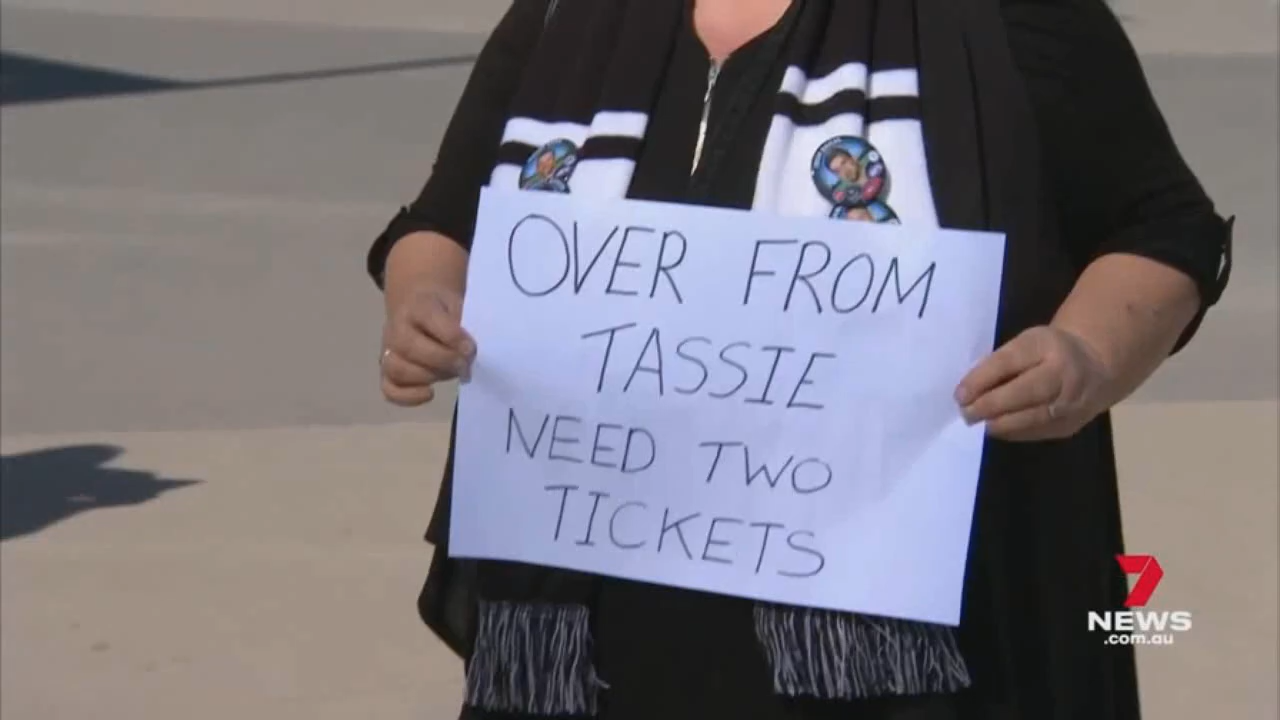 OVER FROM
TASSIE
NEED TWO
TICKETS
7
NEWS
.com.au